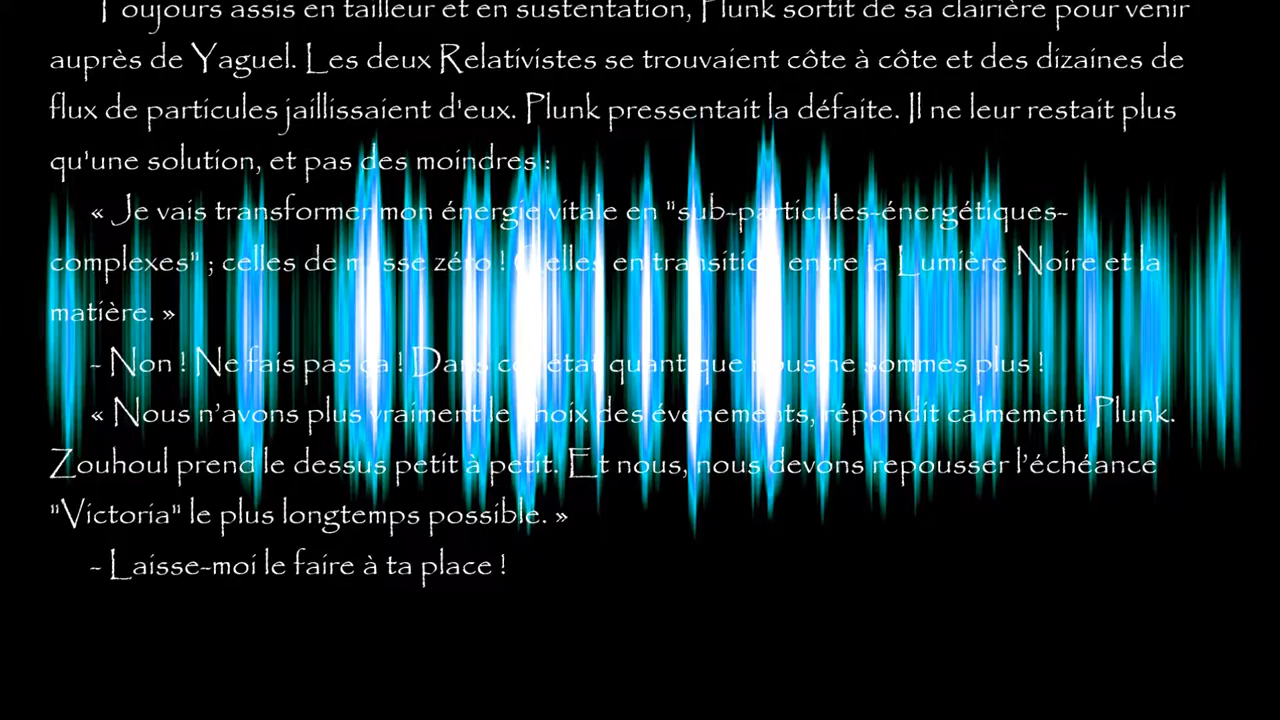 Toujours assis en tailleur et en sustentation, Plunk sortit de sa clairière pour venir
auprès de Yaguel. Les deux Relativistes se trouvaient côte à côte et des dizaines de
flux de particules jaillissaient d'eux. Plunk pressentait la défaite. Il ne leur restait plus
qu'une solution, et pas des moindres :
« Je vais transformer mon énergie vitale en "sub-particules-énergétiques-
complexes" ; celles de masse zéro ! Celles en transition entre la Lumière Noire et la
matière. »
- Non ! Ne fais pas ça ! Dans cet état quantique nous ne sommes plus !
« Nous n’avons plus vraiment le choix des évènements, répondit calmement Plunk.
Zouhoul prend le dessus petit à petit. Et nous, nous devons repousser l’échéance
"Victoria" le plus longtemps possible. »
- Laisse-moi le faire à ta place !